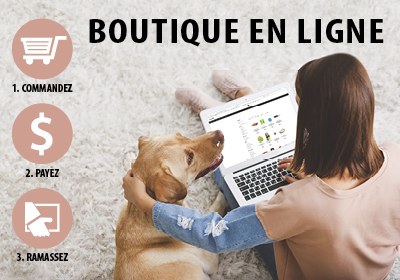 BOUTIQUE EN LIGNE
1. COMMANDEZ
$
2. PAYEZ
3. RAMASSEZ